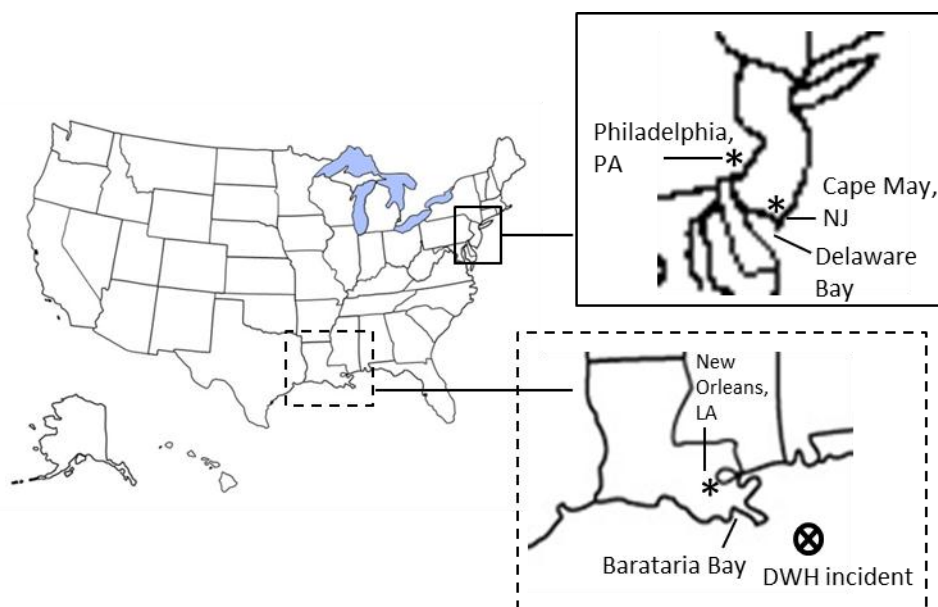 Philadelphia,
PA
*
*
Cape May,
NJ
Delaware
Bay
New
Orleans,
LA
*
Barataria Bay
DWH incident